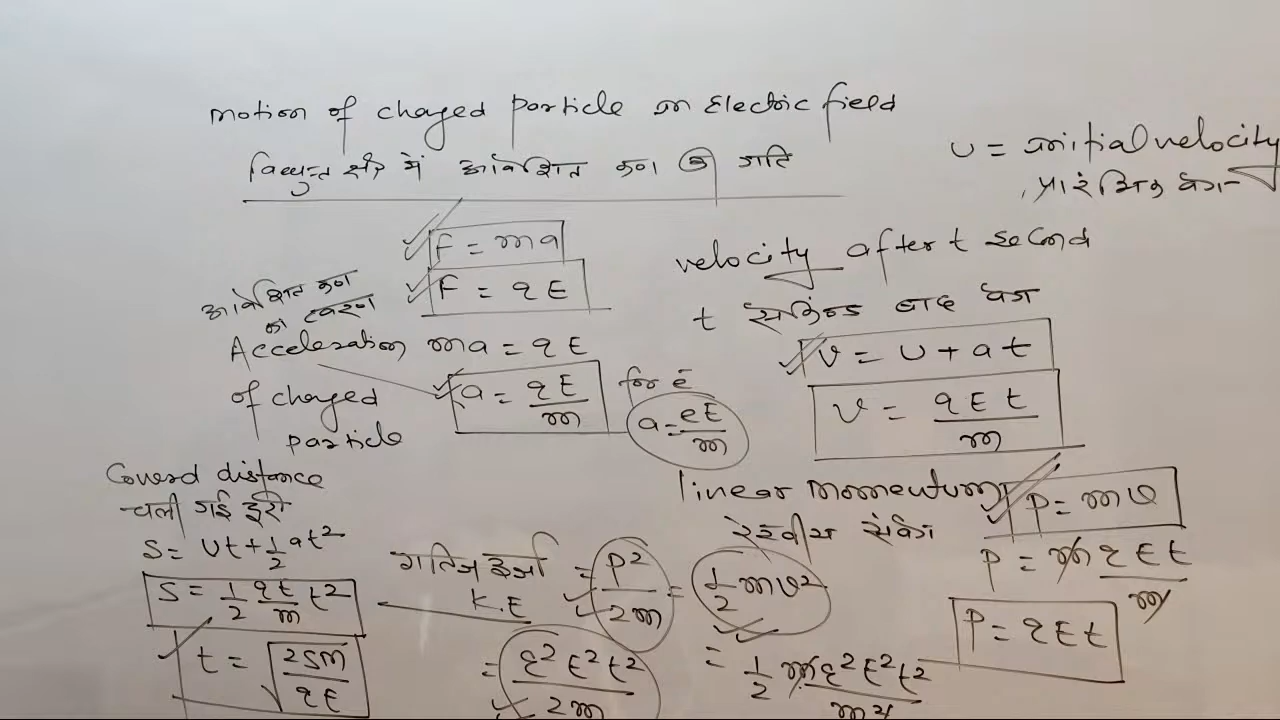 motion of charged particle in Electric field
विद्युत क्षेत्र में आवेशित कण की गति
u = initial velocity
प्रारंभिक वेग
F = ma
F = qE
आवेशित कण
का त्वरण
Acceleration
of charged
particle
ma = qE
a = qE/m
for e⁻
a = eE/m
velocity after t second
t सेकिण्ड बाद वेग
v = u + at
v = qEt/m
Coverd distance
चली गई दूरी
S = ut + 1/2 at²
S = 1/2 qE/m t²
t = √(2Sm/qE)
linear momentum
रेखीय संवेग
P = mv
P = m qEt/m
P = qEt
गतिज ऊर्जा
K.E
= P²/2m = 1/2 mv²
= q²E²t²/2m
= 1/2 m q²E²t²/m²